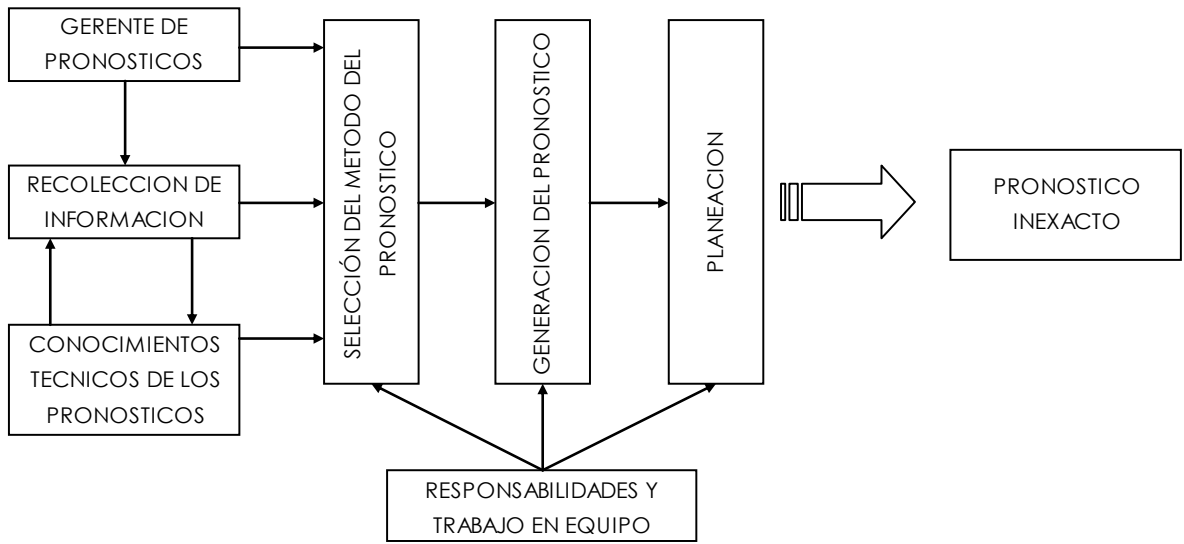 GERENTE DE
PRONOSTICOS
RECOLECCION DE
INFORMACION
CONOCIMIENTOS
TECNICOS DE LOS
PRONOSTICOS
SELECCIÓN DEL METODO DEL
PRONOSTICO
GENERACION DEL PRONOSTICO
PLANEACION
PRONOSTICO
INEXACTO
RESPONSABILIDADES Y
TRABAJO EN EQUIPO